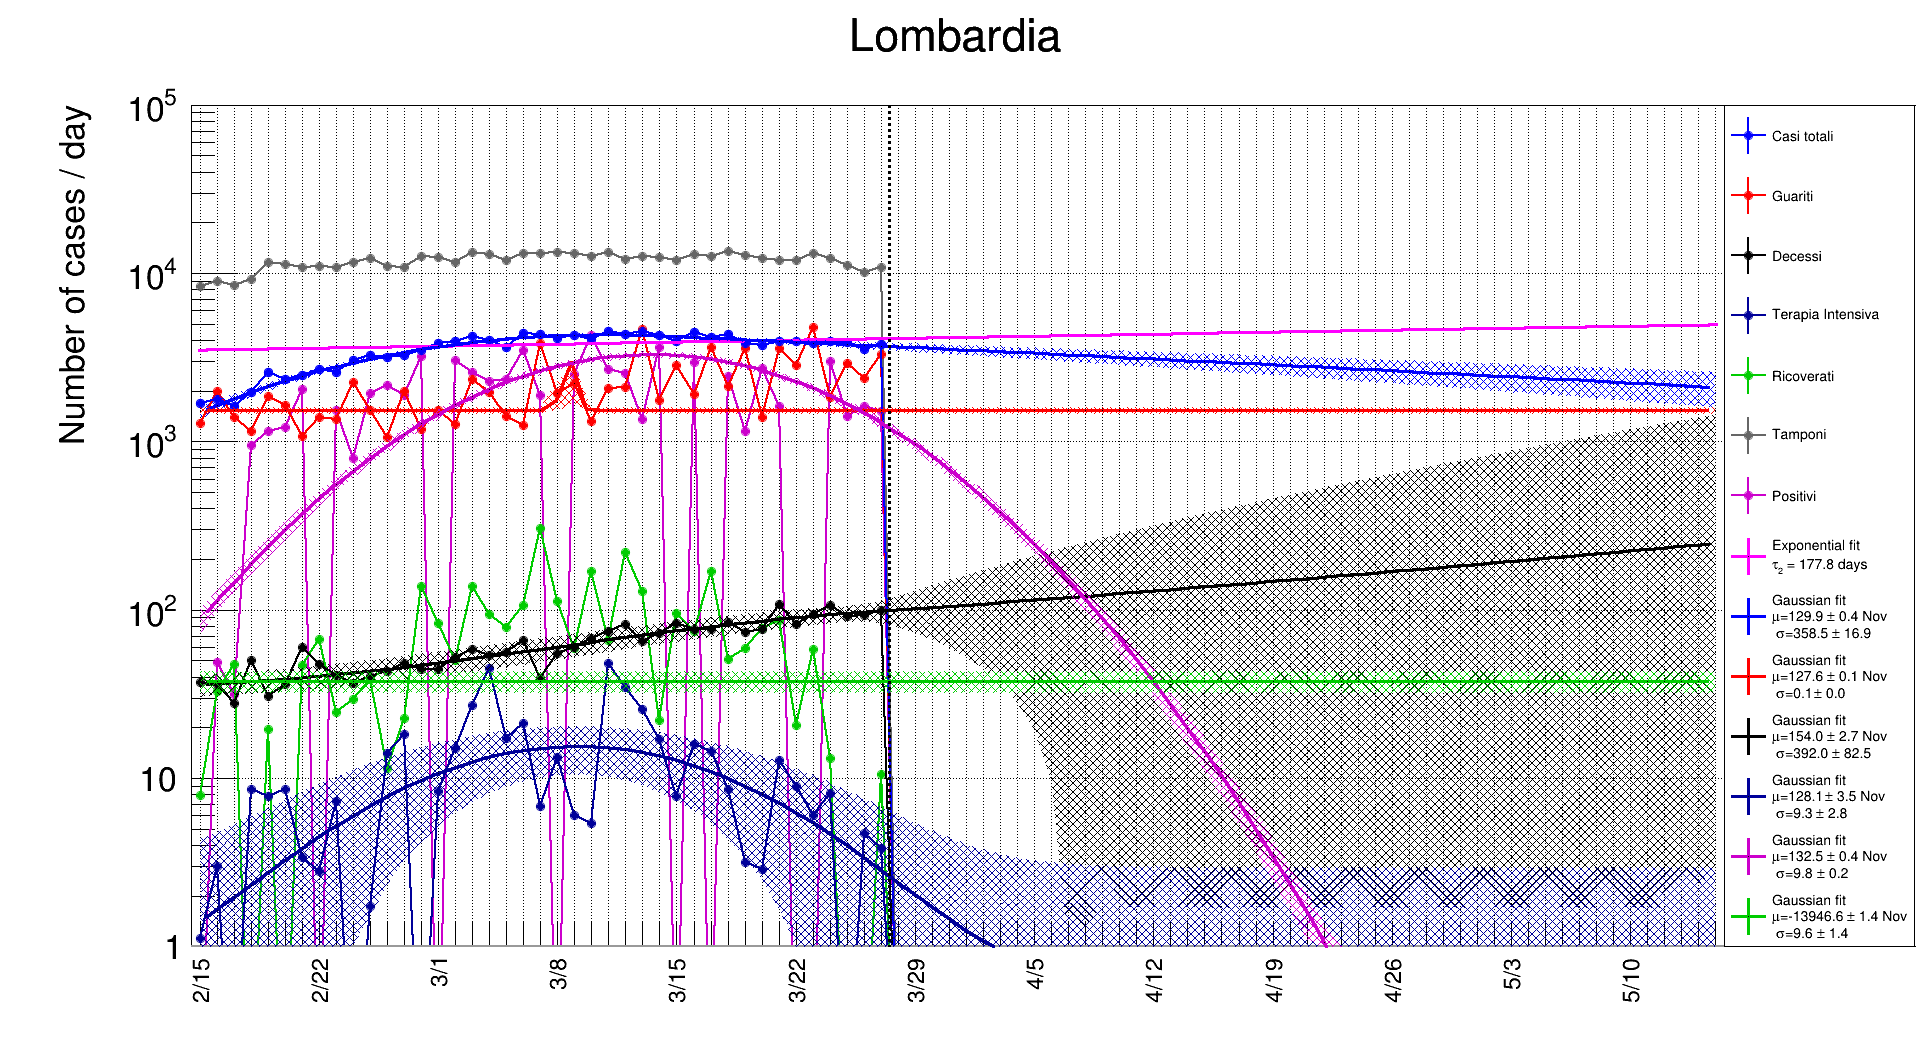 Lombardia
Number of cases / day
10^5
10^4
10^3
10^2
10
1
2/15
2/22
3/1
3/8
3/15
3/22
3/29
4/5
4/12
4/19
4/26
5/3
5/10
Casi totali
Guariti
Decessi
Terapia Intensiva
Ricoverati
Tamponi
Positivi
Exponential fit
τ₂ = 177.8 days
Gaussian fit
μ=129.9 ± 0.4 Nov
σ=358.5 ± 16.9
Gaussian fit
μ=127.6 ± 0.1 Nov
σ=0.1 ± 0.0
Gaussian fit
μ=154.0 ± 2.7 Nov
σ=392.0 ± 82.5
Gaussian fit
μ=128.1 ± 3.5 Nov
σ=9.3 ± 2.8
Gaussian fit
μ=132.5 ± 0.4 Nov
σ=9.8 ± 0.2
Gaussian fit
μ=-13946.6 ± 1.4 Nov
σ=9.6 ± 1.4